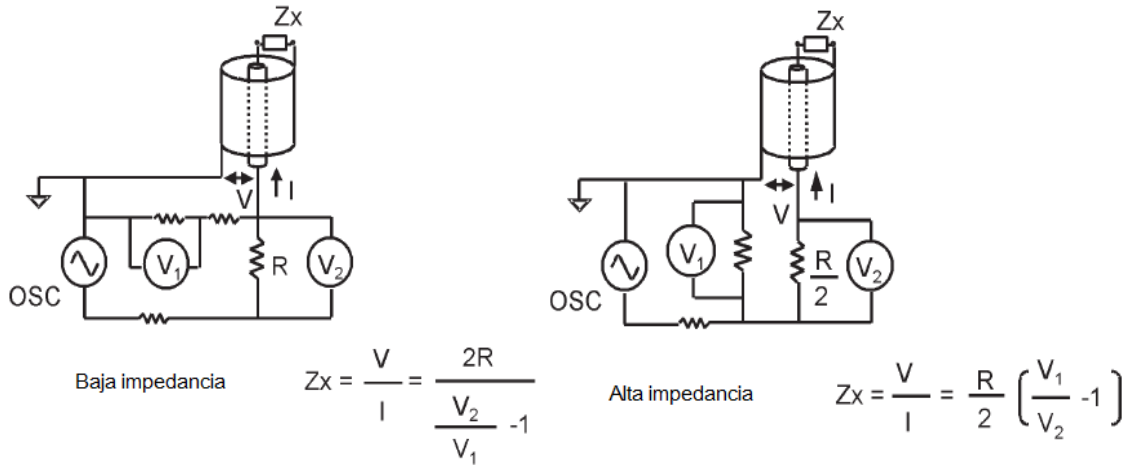 Zx
V
I
V₁
R
V₂
OSC
Baja impedancia
Zx = V / I = 2R / (V₂ / V₁ -1)
Zx
V
I
V₁
R / 2
V₂
OSC
Alta impedancia
Zx = V / I = R / 2 (V₁ / V₂ -1)